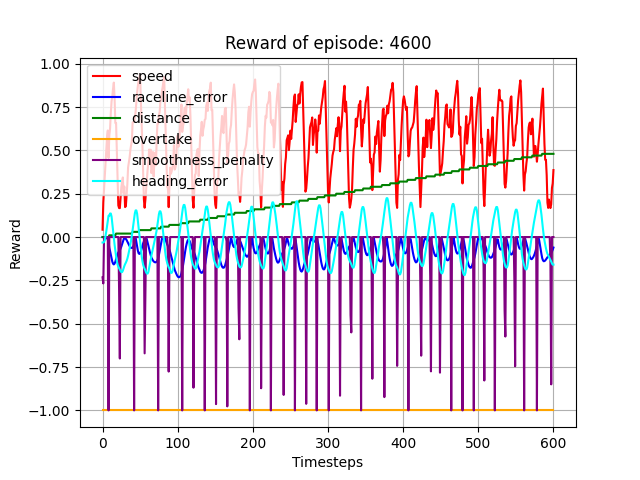 Reward of episode: 4600
1.00
0.75
0.50
0.25
0.00
−0.25
−0.50
−0.75
−1.00
Reward
speed
raceline_error
distance
overtake
smoothness_penalty
heading_error
0 100 200 300 400 500 600
Timesteps